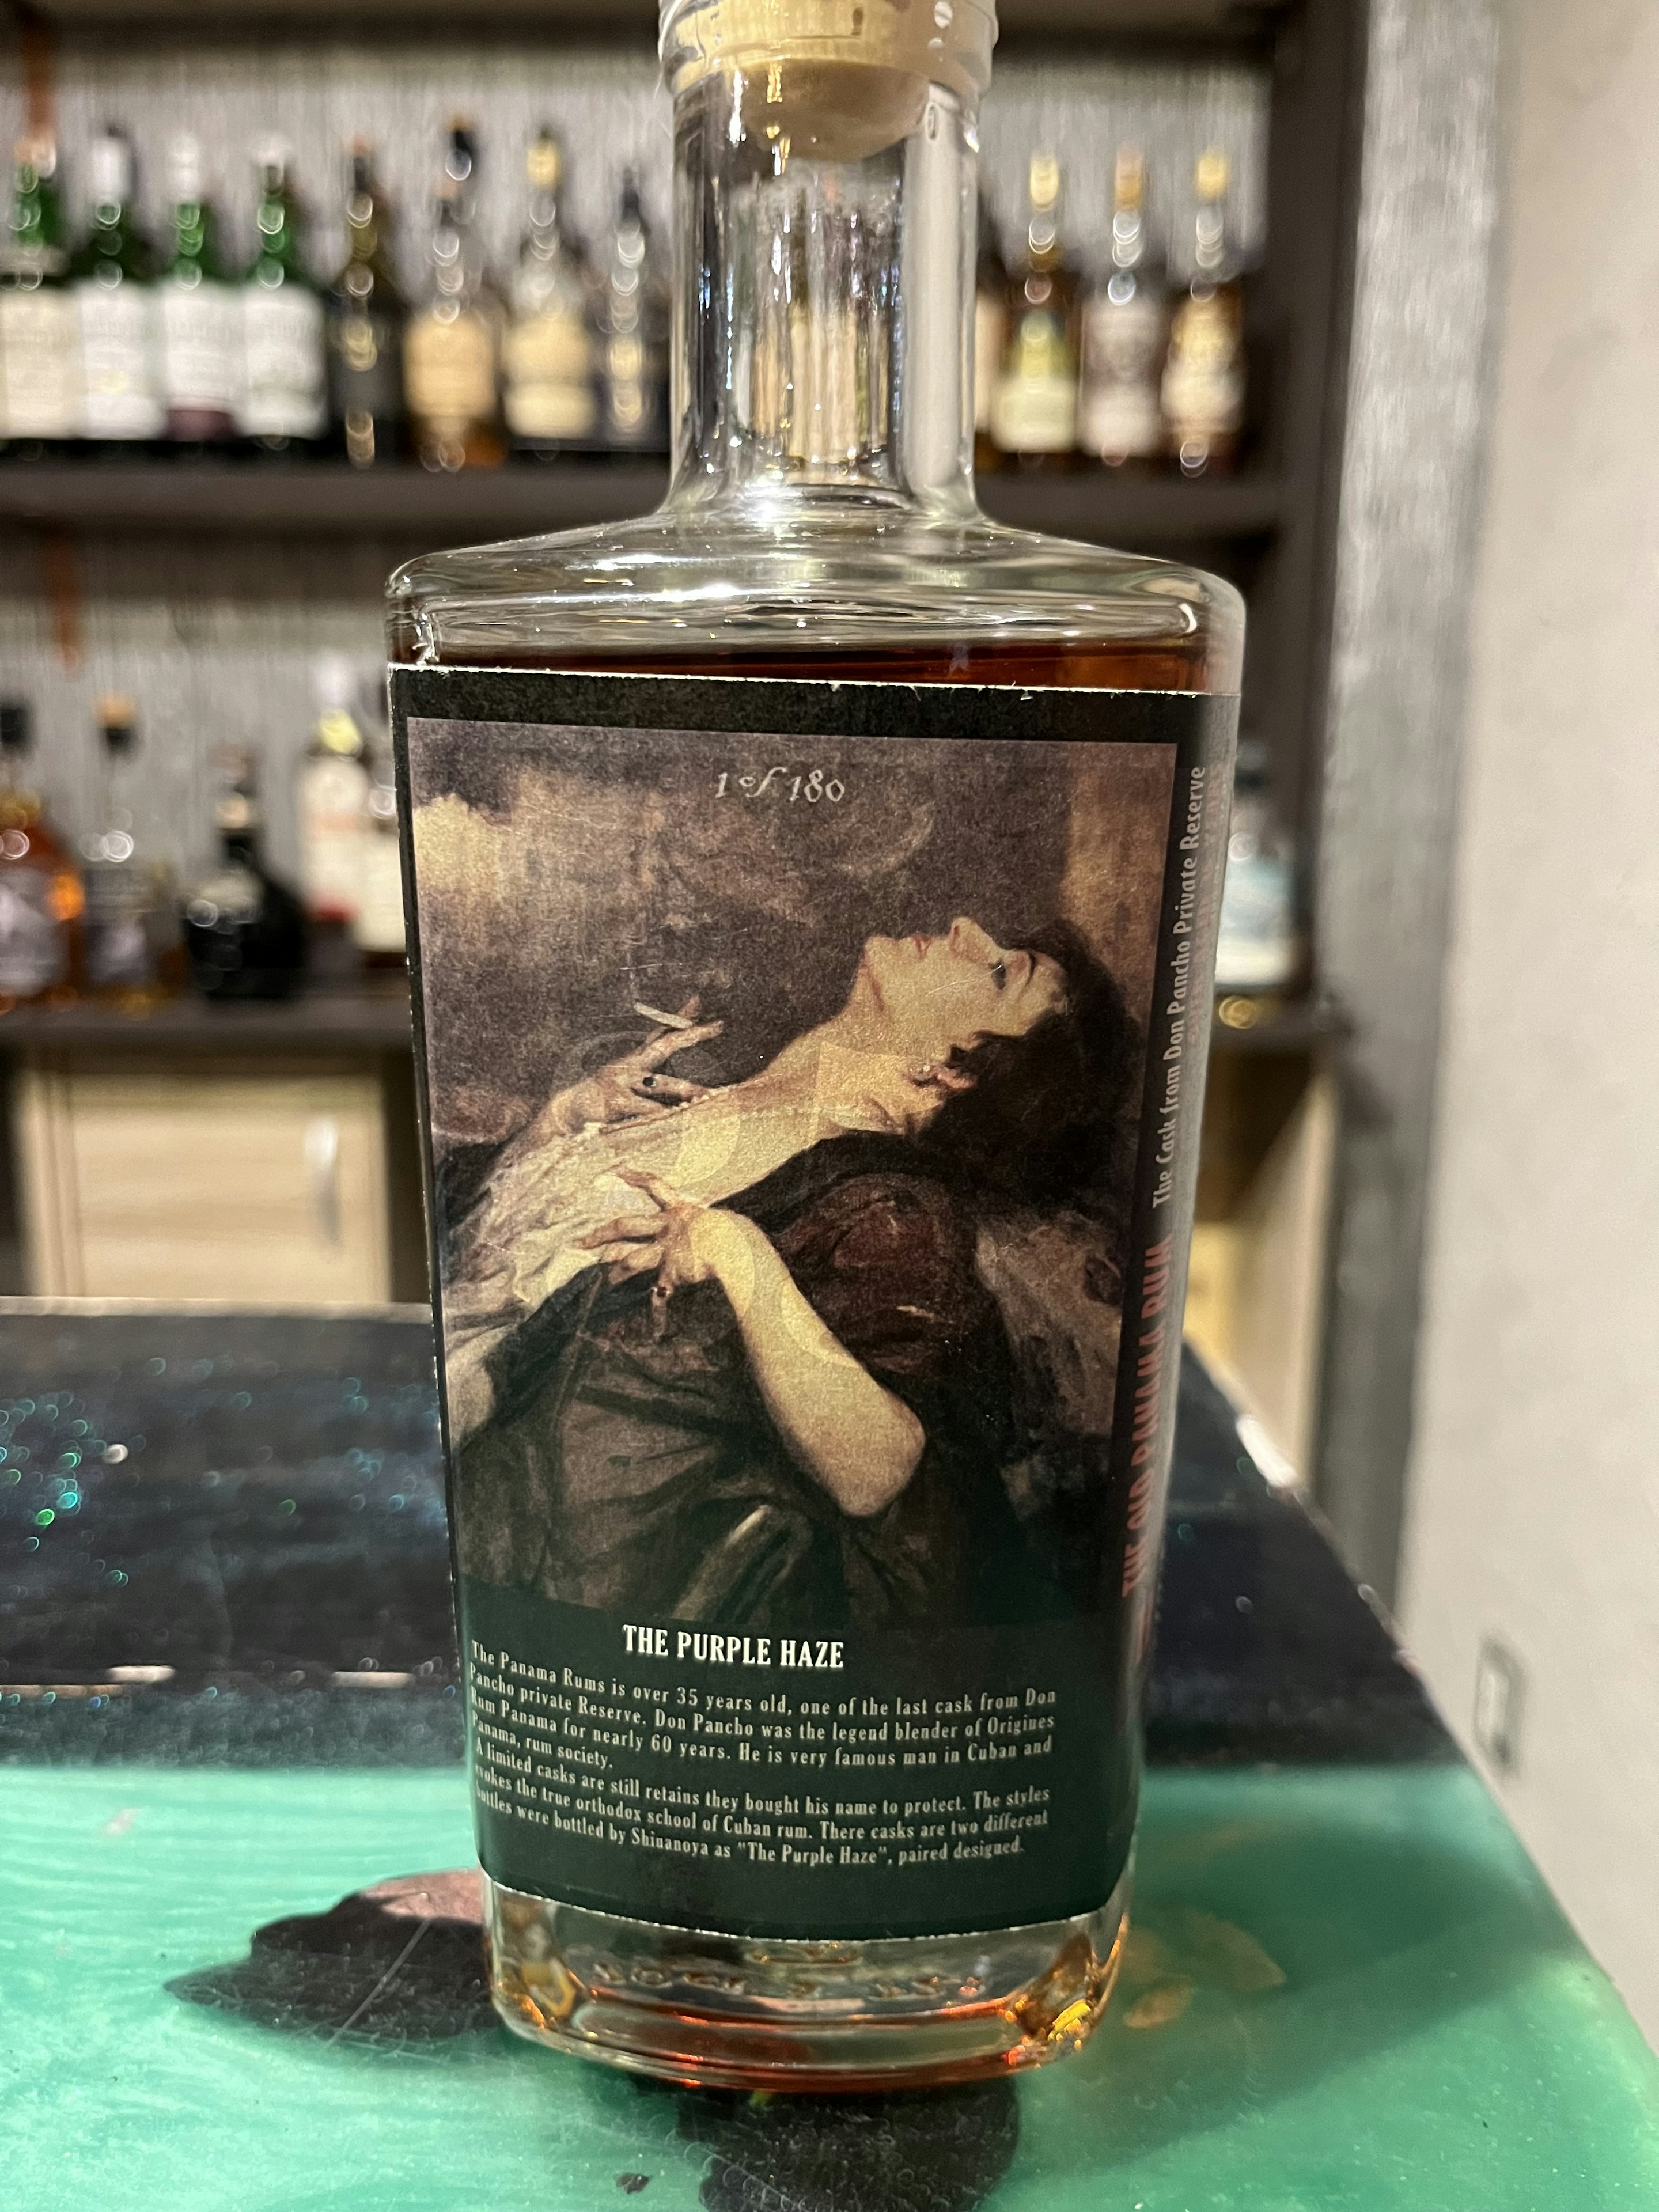 1 of 180
THE PURPLE HAZE
The Panama Rums is over 35 years old, one of the last cask from Don
Pancho private Reserve. Don Pancho was the legend blender of Origines
Rum Panama for nearly 60 years. He is very famous man in Cuban and
Panama, rum society.
A limited casks are still retains they bought his name to protect. The styles
evokes the true orthodox school of Cuban rum. There casks are two different
bottles were bottled by Shinanoya as "The Purple Haze", paired designed.
THE OLD PANAMA RUM The Cask from Don Pancho Private Reserve